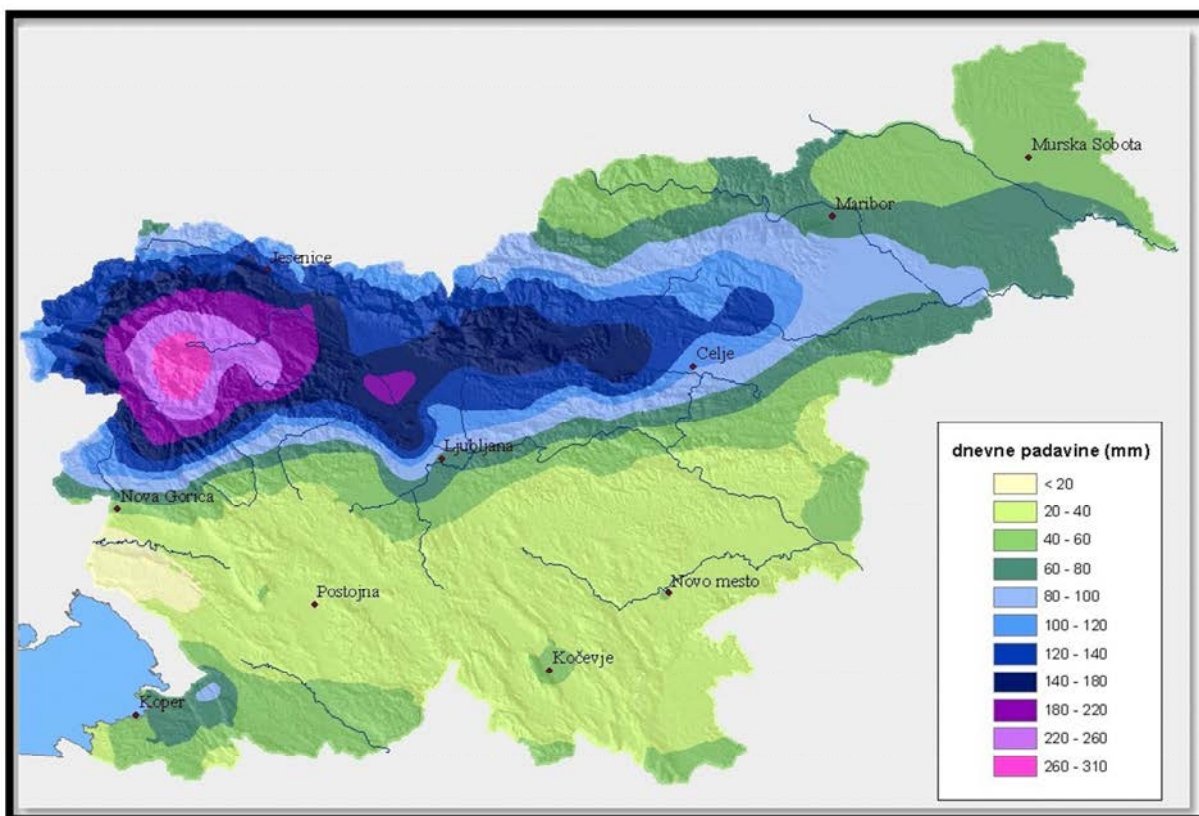 Murska Sobota
Maribor
Jesenice
Celje
Ljubljana
Nova Gorica
Novo mesto
Postojna
Kočevje
Koper
dnevne padavine (mm)
< 20
20 - 40
40 - 60
60 - 80
80 - 100
100 - 120
120 - 140
140 - 180
180 - 220
220 - 260
260 - 310